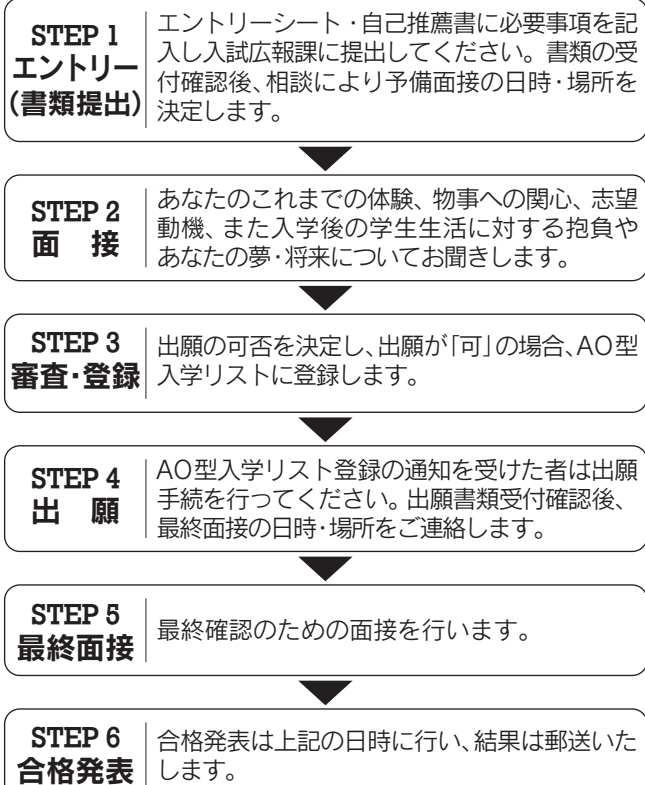 STEP 1
エントリー
(書類提出)
エントリーシート・自己推薦書に必要事項を記
入し入試広報課に提出してください。書類の受
付確認後、相談により予備面接の日時・場所を
決定します。
STEP 2
面 接
あなたのこれまでの体験、物事への関心、志望
動機、また入学後の学生生活に対する抱負や
あなたの夢・将来についてお聞きします。
STEP 3
審査・登録
出願の可否を決定し、出願が「可」の場合、AO型
入学リストに登録します。
STEP 4
出 願
AO型入学リスト登録の通知を受けた者は出願
手続を行ってください。出願書類受付確認後、
最終面接の日時・場所をご連絡します。
STEP 5
最終面接
最終確認のための面接を行います。
STEP 6
合格発表
合格発表は上記の日時に行い、結果は郵送いた
します。